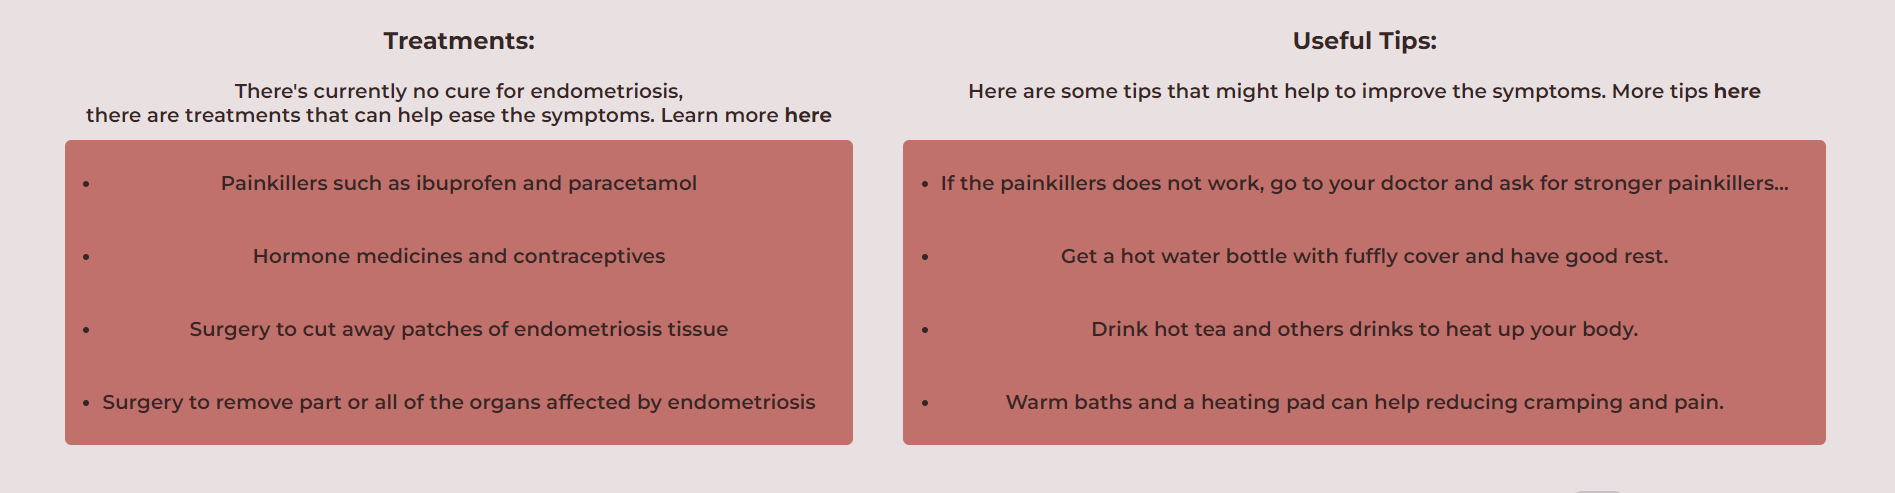 Treatments:
There's currently no cure for endometriosis,
there are treatments that can help ease the symptoms. Learn more here
• Painkillers such as ibuprofen and paracetamol
• Hormone medicines and contraceptives
• Surgery to cut away patches of endometriosis tissue
• Surgery to remove part or all of the organs affected by endometriosis
Useful Tips:
Here are some tips that might help to improve the symptoms. More tips here
• If the painkillers does not work, go to your doctor and ask for stronger painkillers...
• Get a hot water bottle with fuffly cover and have good rest.
• Drink hot tea and others drinks to heat up your body.
• Warm baths and a heating pad can help reducing cramping and pain.